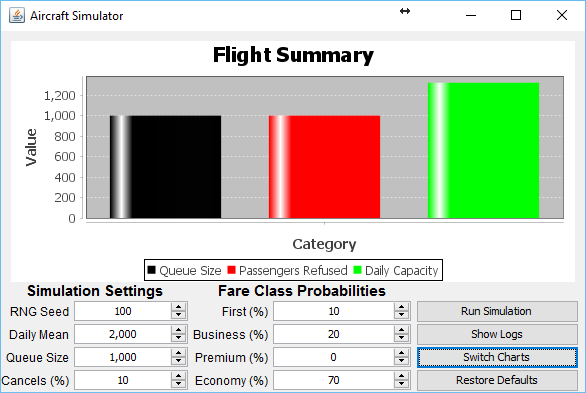 Aircraft Simulator
Flight Summary
Value
1,200
1,000
800
600
400
200
0
Category
Queue Size Passengers Refused Daily Capacity
Simulation Settings Fare Class Probabilities
RNG Seed 100 First (%) 10 Run Simulation
Daily Mean 2,000 Business (%) 20 Show Logs
Queue Size 1,000 Premium (%) 0 Switch Charts
Cancels (%) 10 Economy (%) 70 Restore Defaults